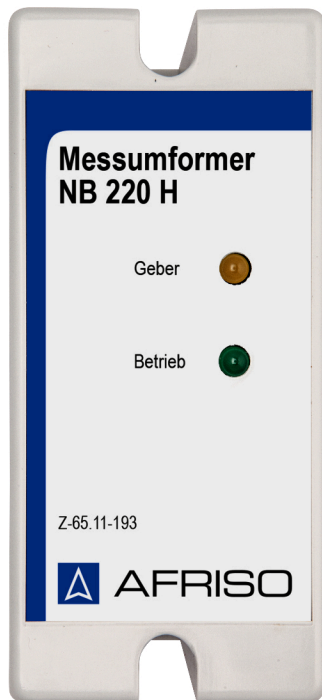 Messumformer
NB 220 H
Geber
Betrieb
Z-65.11-193
AFRISO